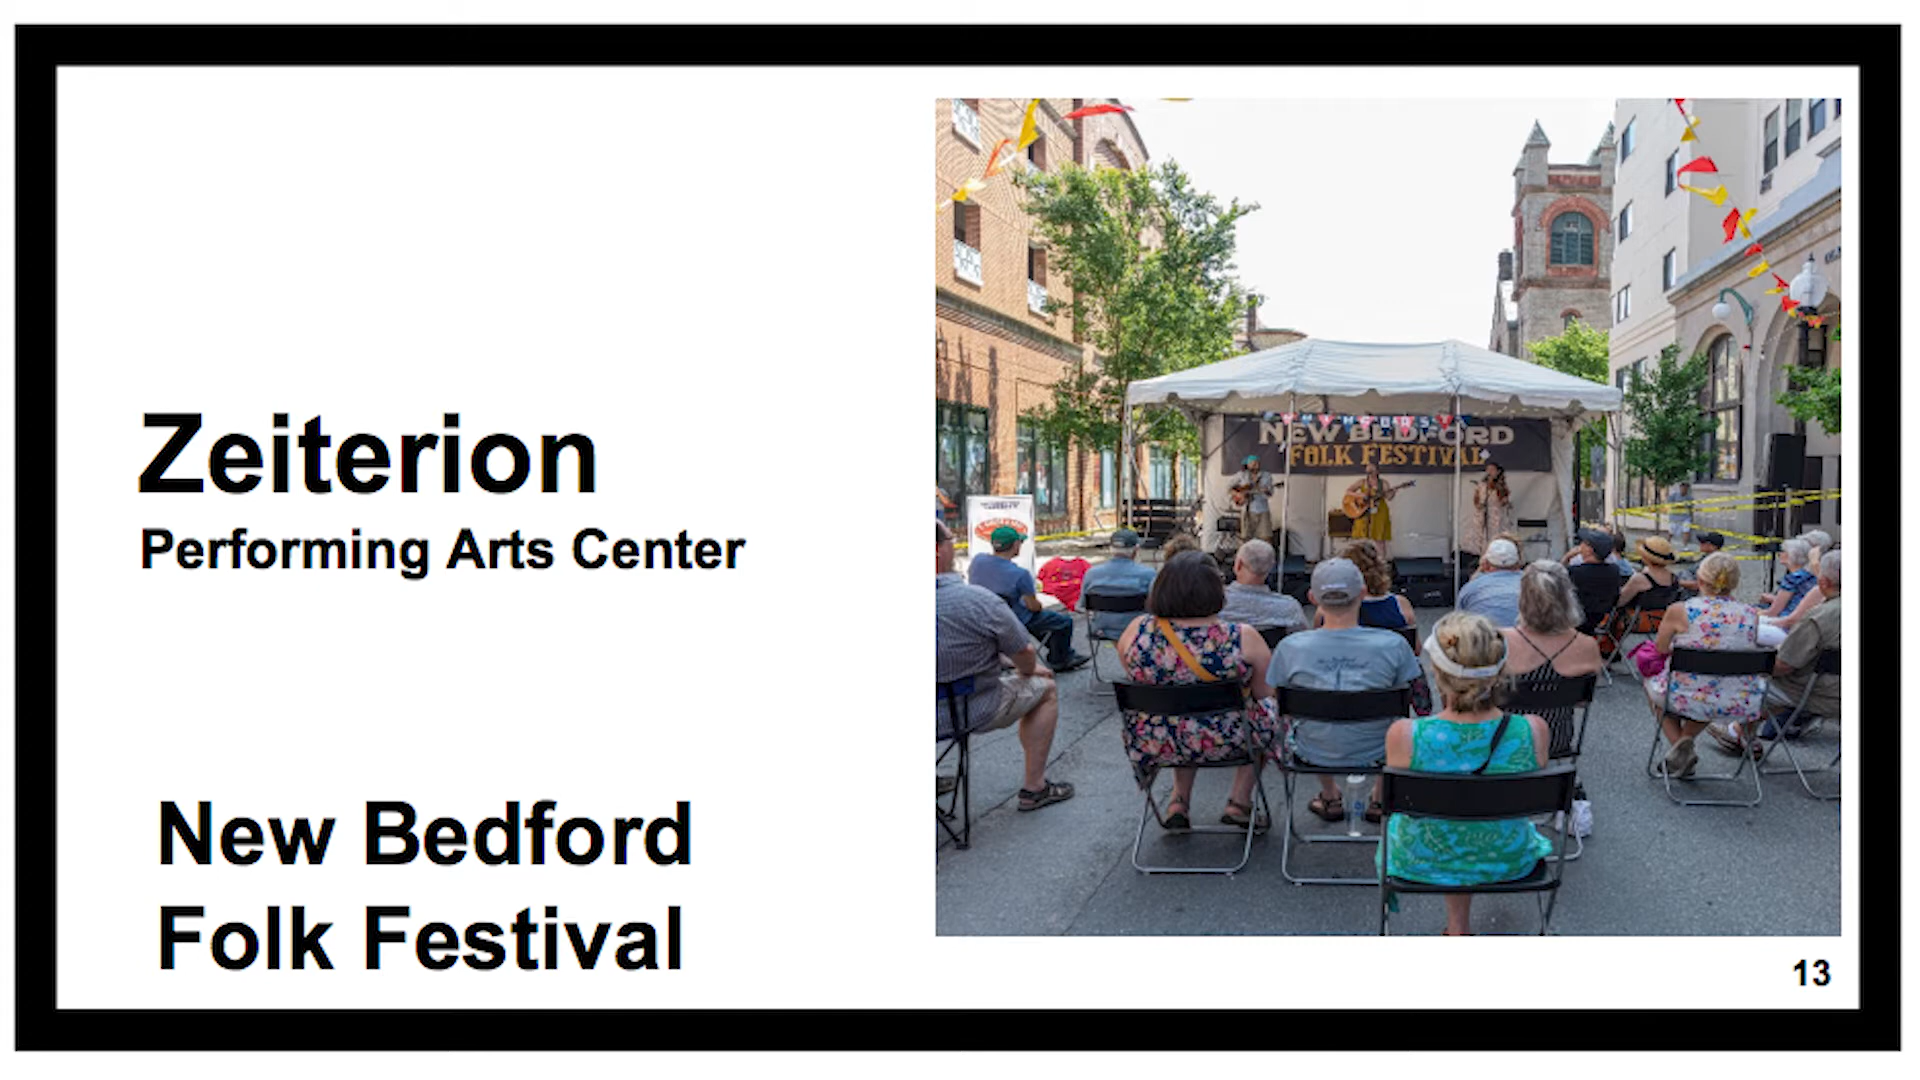 Zeiterion
Performing Arts Center
New Bedford
Folk Festival
NEW BEDFORD
FOLK FESTIVAL
13